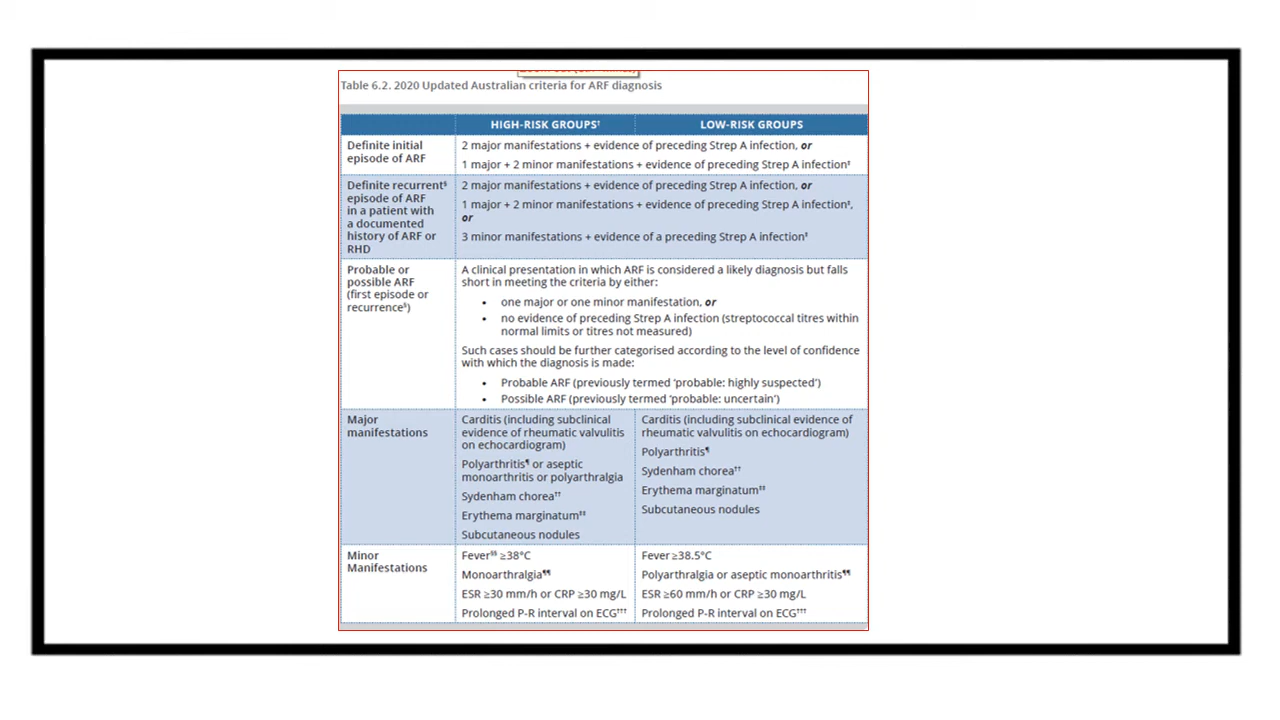 Table 6.2. 2020 Updated Australian criteria for ARF diagnosis
HIGH-RISK GROUPS† LOW-RISK GROUPS
Definite initial
episode of ARF
2 major manifestations + evidence of preceding Strep A infection, or
1 major + 2 minor manifestations + evidence of preceding Strep A infection‡
Definite recurrent§
episode of ARF
in a patient with
a documented
history of ARF or
RHD
2 major manifestations + evidence of preceding Strep A infection, or
1 major + 2 minor manifestations + evidence of preceding Strep A infection‡,
or
3 minor manifestations + evidence of a preceding Strep A infection‡
Probable or
possible ARF
(first episode or
recurrence§)
A clinical presentation in which ARF is considered a likely diagnosis but falls
short in meeting the criteria by either:
• one major or one minor manifestation, or
• no evidence of preceding Strep A infection (streptococcal titres within
normal limits or titres not measured)
Such cases should be further categorised according to the level of confidence
with which the diagnosis is made:
• Probable ARF (previously termed ‘probable: highly suspected’)
• Possible ARF (previously termed ‘probable: uncertain’)
Major
manifestations
Carditis (including subclinical
evidence of rheumatic valvulitis
on echocardiogram)
Polyarthritis¶ or aseptic
monoarthritis or polyarthralgia
Sydenham chorea††
Erythema marginatum‡‡
Subcutaneous nodules
Carditis (including subclinical evidence of
rheumatic valvulitis on echocardiogram)
Polyarthritis¶
Sydenham chorea††
Erythema marginatum‡‡
Subcutaneous nodules
Minor
Manifestations
Fever§§ ≥38°C
Monoarthralgia¶¶
ESR ≥30 mm/h or CRP ≥30 mg/L
Prolonged P-R interval on ECG†††
Fever ≥38.5°C
Polyarthralgia or aseptic monoarthritis¶¶
ESR ≥60 mm/h or CRP ≥30 mg/L
Prolonged P-R interval on ECG†††